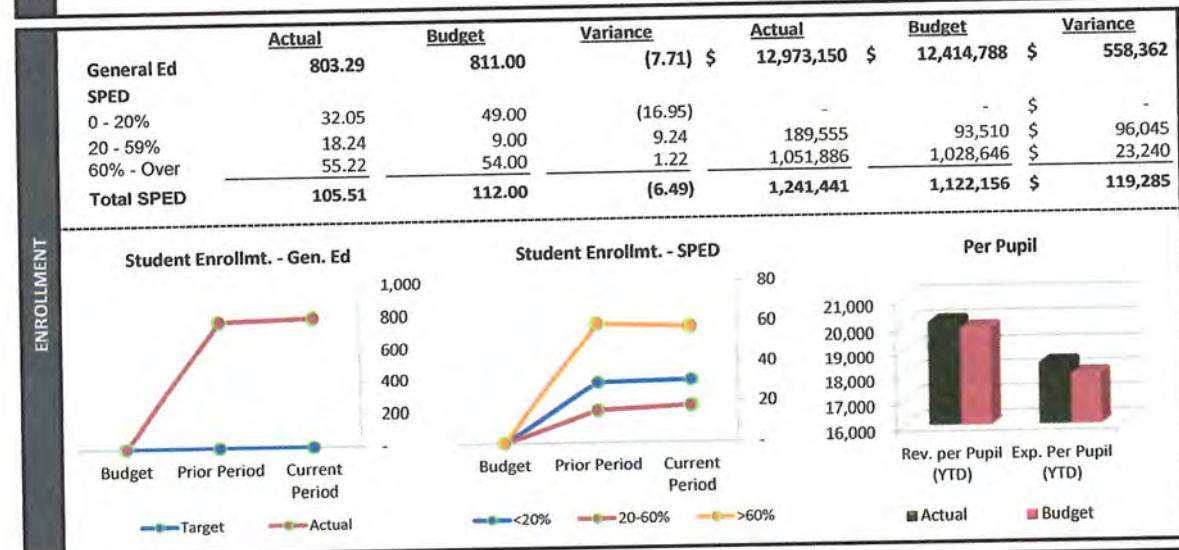 ENROLLMENT
Actual Budget Variance Actual Budget Variance
General Ed 803.29 811.00 (7.71) $ 12,973,150 $ 12,414,788 $ 558,362
SPED
0 - 20% 32.05 49.00 (16.95) - - $ -
20 - 59% 18.24 9.00 9.24 189,555 93,510 $ 96,045
60% - Over 55.22 54.00 1.22 1,051,886 1,028,646 $ 23,240
Total SPED 105.51 112.00 (6.49) 1,241,441 1,122,156 $ 119,285
Student Enrollmt. - Gen. Ed
1,000
800
600
400
200
-
Budget Prior Period Current
Period
Target Actual
Student Enrollmt. - SPED
80
60
40
20
-
Budget Prior Period Current
Period
<20% 20-60% >60%
Per Pupil
21,000
20,000
19,000
18,000
17,000
16,000
Rev. per Pupil Exp. Per Pupil
(YTD) (YTD)
Actual Budget